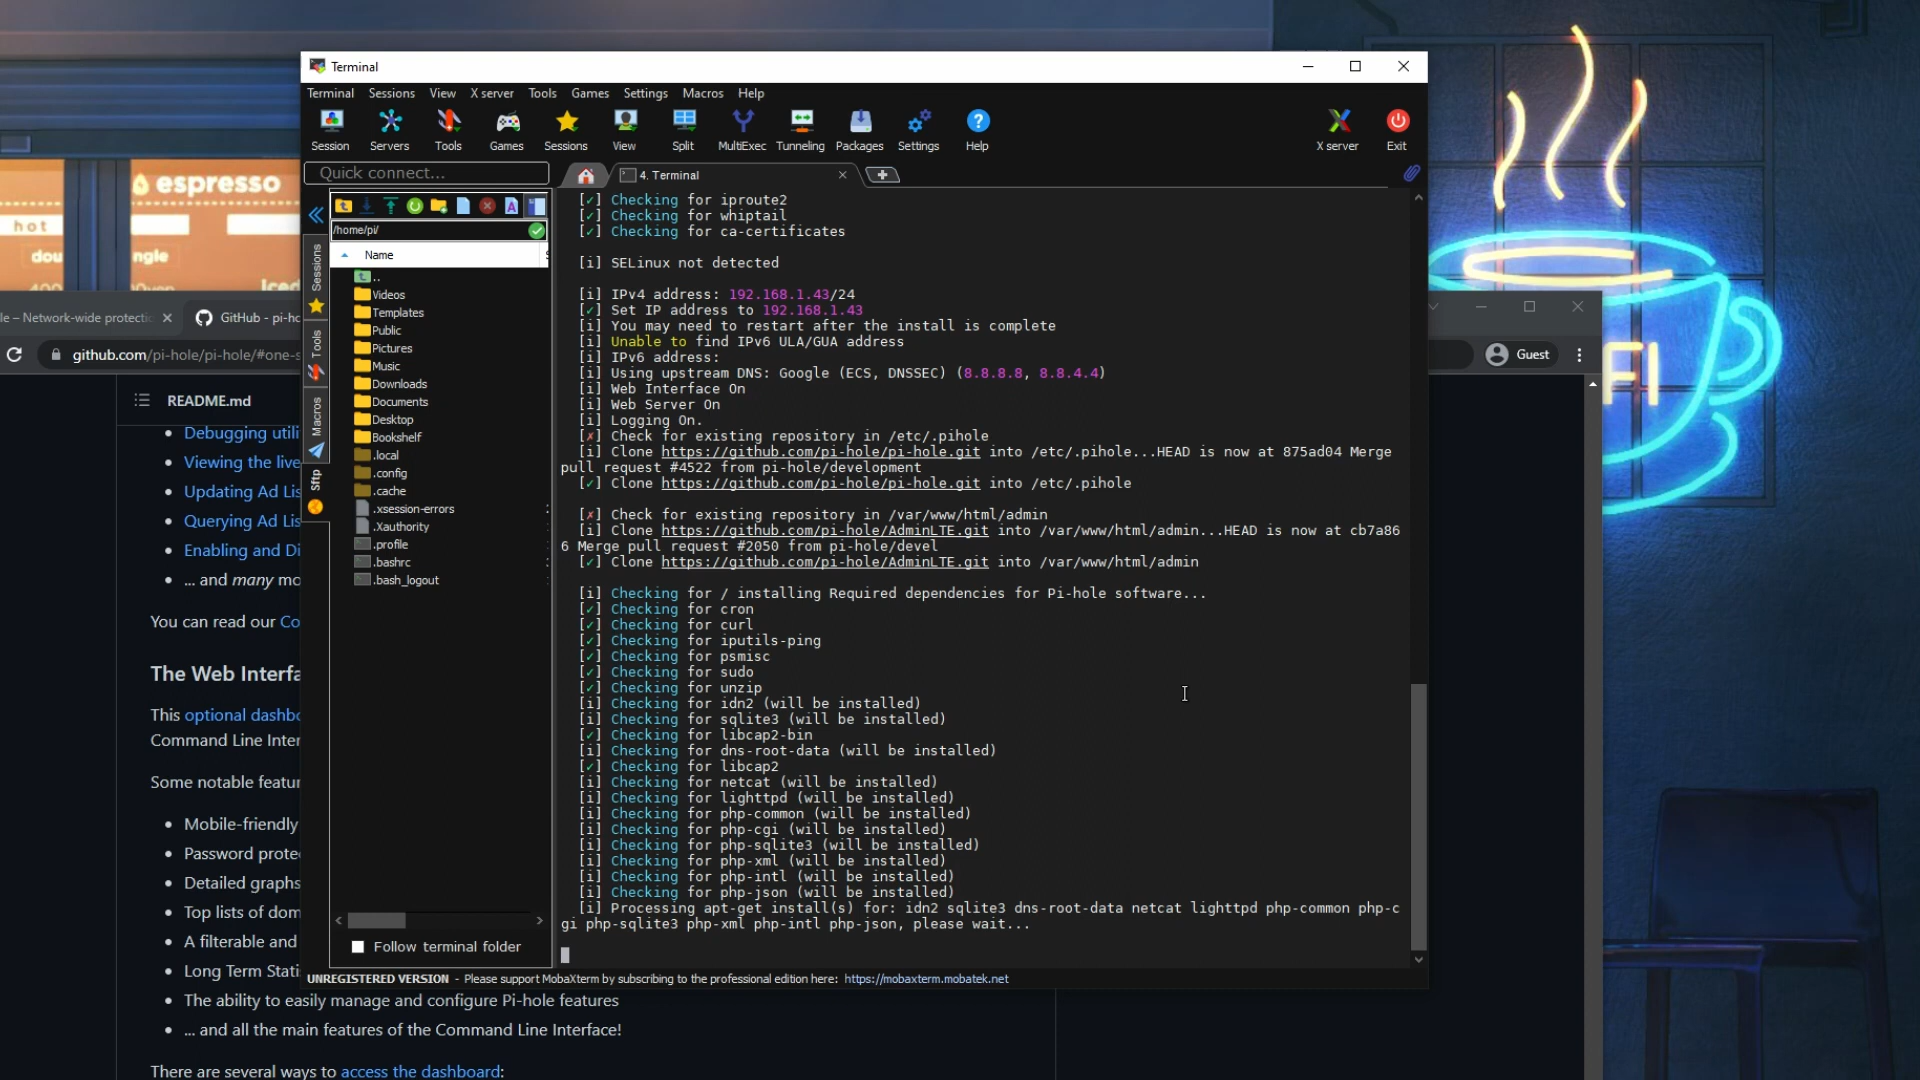 Terminal
Terminal Sessions View X server Tools Games Settings Macros Help
Session Servers Tools Games Sessions View Split MultiExec Tunneling Packages Settings Help X server Exit
Quick connect...
4. Terminal
/home/pi/
Name
..
Videos
Templates
Public
Pictures
Music
Downloads
Documents
Desktop
Bookshelf
.local
.config
.cache
.xsession-errors
.Xauthority
.profile
.bashrc
.bash_logout
Sessions
Tools
Macros
Sftp
Follow terminal folder
[✓] Checking for iproute2
[✓] Checking for whiptail
[✓] Checking for ca-certificates
[i] SELinux not detected
[i] IPv4 address: 192.168.1.43/24
[✓] Set IP address to 192.168.1.43
[i] You may need to restart after the install is complete
[i] Unable to find IPv6 ULA/GUA address
[i] IPv6 address:
[i] Using upstream DNS: Google (ECS, DNSSEC) (8.8.8.8, 8.8.4.4)
[i] Web Interface On
[i] Web Server On
[i] Logging On.
[✗] Check for existing repository in /etc/.pihole
[i] Clone https://github.com/pi-hole/pi-hole.git into /etc/.pihole...HEAD is now at 875ad04 Merge
pull request #4522 from pi-hole/development
[✓] Clone https://github.com/pi-hole/pi-hole.git into /etc/.pihole
[✗] Check for existing repository in /var/www/html/admin
[i] Clone https://github.com/pi-hole/AdminLTE.git into /var/www/html/admin...HEAD is now at cb7a86
6 Merge pull request #2050 from pi-hole/devel
[✓] Clone https://github.com/pi-hole/AdminLTE.git into /var/www/html/admin
[i] Checking for / installing Required dependencies for Pi-hole software...
[✓] Checking for cron
[✓] Checking for curl
[✓] Checking for iputils-ping
[✓] Checking for psmisc
[✓] Checking for sudo
[✓] Checking for unzip
[i] Checking for idn2 (will be installed)
[i] Checking for sqlite3 (will be installed)
[✓] Checking for libcap2-bin
[i] Checking for dns-root-data (will be installed)
[✓] Checking for libcap2
[i] Checking for netcat (will be installed)
[i] Checking for lighttpd (will be installed)
[i] Checking for php-common (will be installed)
[i] Checking for php-cgi (will be installed)
[i] Checking for php-sqlite3 (will be installed)
[i] Checking for php-xml (will be installed)
[i] Checking for php-intl (will be installed)
[i] Checking for php-json (will be installed)
[i] Processing apt-get install(s) for: idn2 sqlite3 dns-root-data netcat lighttpd php-common php-c
gi php-sqlite3 php-xml php-intl php-json, please wait...
UNREGISTERED VERSION - Please support MobaXterm by subscribing to the professional edition here: https://mobaxterm.mobatek.net
espresso
hot
dou
ngle
Iced
le – Network-wide protectio
GitHub - pi-ho
github.com/pi-hole/pi-hole/#one-s
Guest
FI
README.md
Debugging utili
Viewing the live
Updating Ad Lis
Querying Ad Lis
Enabling and Di
... and many mo
You can read our Co
The Web Interfa
This optional dashbo
Command Line Inter
Some notable featur
Mobile-friendly
Password prote
Detailed graphs
Top lists of dom
A filterable and
Long Term Stati
The ability to easily manage and configure Pi-hole features
... and all the main features of the Command Line Interface!
There are several ways to access the dashboard: